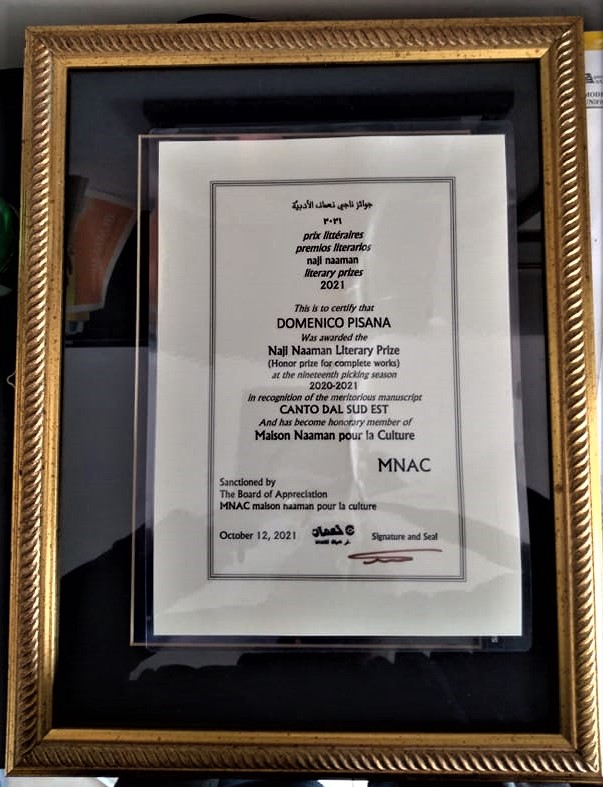 جوائز ناجي نعمان الأدبيّة
٢٠٢١
prix littéraires
premios literarios
naji naaman
literary prizes
2021
This is to certify that
DOMENICO PISANA
Was awarded the
Naji Naaman Literary Prize
(Honor prize for complete works)
at the nineteenth picking season
2020-2021
in recognition of the meritorious manuscript
CANTO DAL SUD EST
And has become honorary member of
Maison Naaman pour la Culture
MNAC
Sanctioned by
The Board of Appreciation
MNAC maison naaman pour la culture
October 12, 2021
نعمان
Signature and Seal